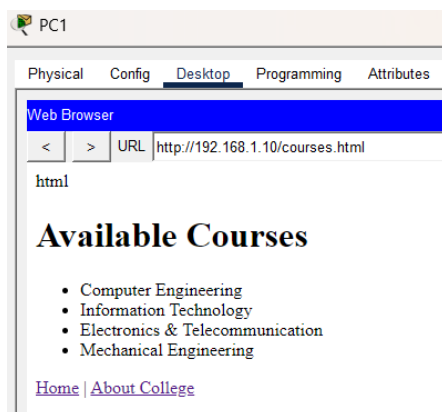 PC1
Physical Config Desktop Programming Attributes
Web Browser
< > URL http://192.168.1.10/courses.html
html
Available Courses
• Computer Engineering
• Information Technology
• Electronics & Telecommunication
• Mechanical Engineering
Home | About College